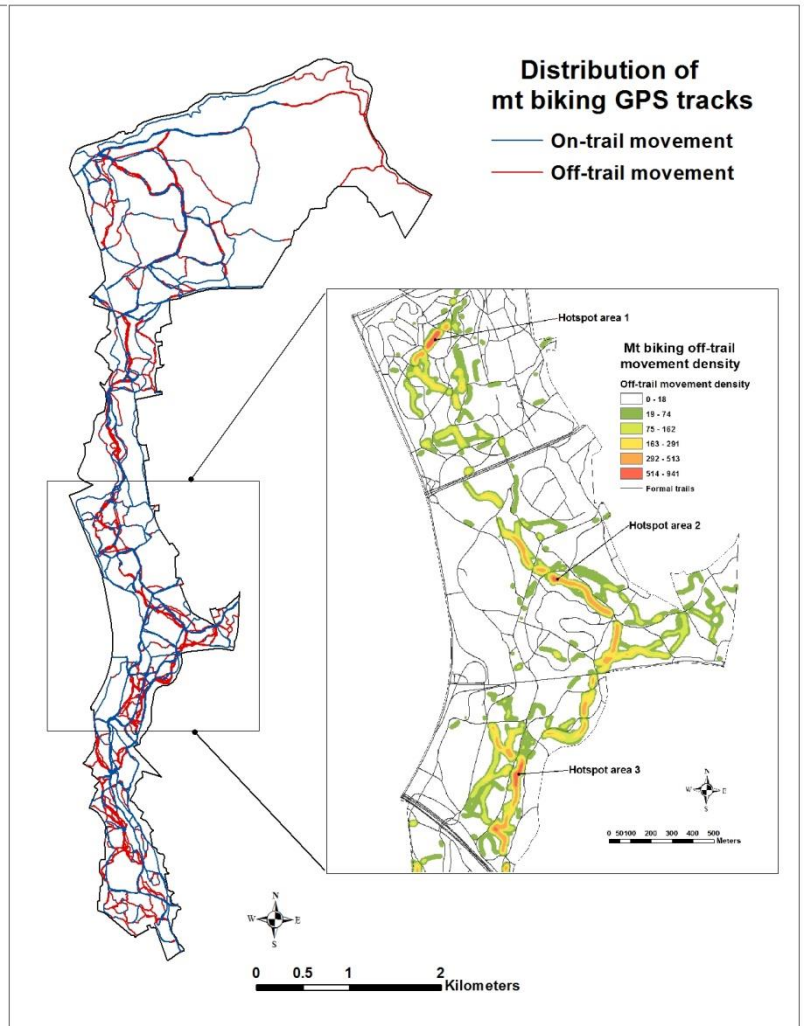 Distribution of
mt biking GPS tracks
On-trail movement
Off-trail movement
Hotspot area 1
Mt biking off-trail
movement density
Off-trail movement density
0 - 18
19 - 74
75 - 162
163 - 291
292 - 513
514 - 941
Formal trails
Hotspot area 2
Hotspot area 3
N
W E
S
0 50 100 200 300 400 500
Meters
N
W E
S
0 0.5 1 2
Kilometers